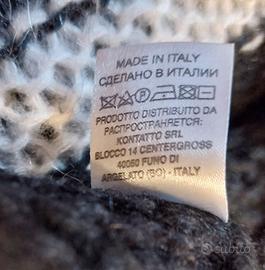 MADE IN ITALY
СДЕЛАНО В ИТАЛИИ
PRODOTTO DISTRIBUITO DA
РАСПРОСТРАНЯЕТСЯ:
KONTATTO SRL
BLOCCO 14 CENTERGROSS
40050 FUNO DI
ARGELATO (BO) - ITALY
subito